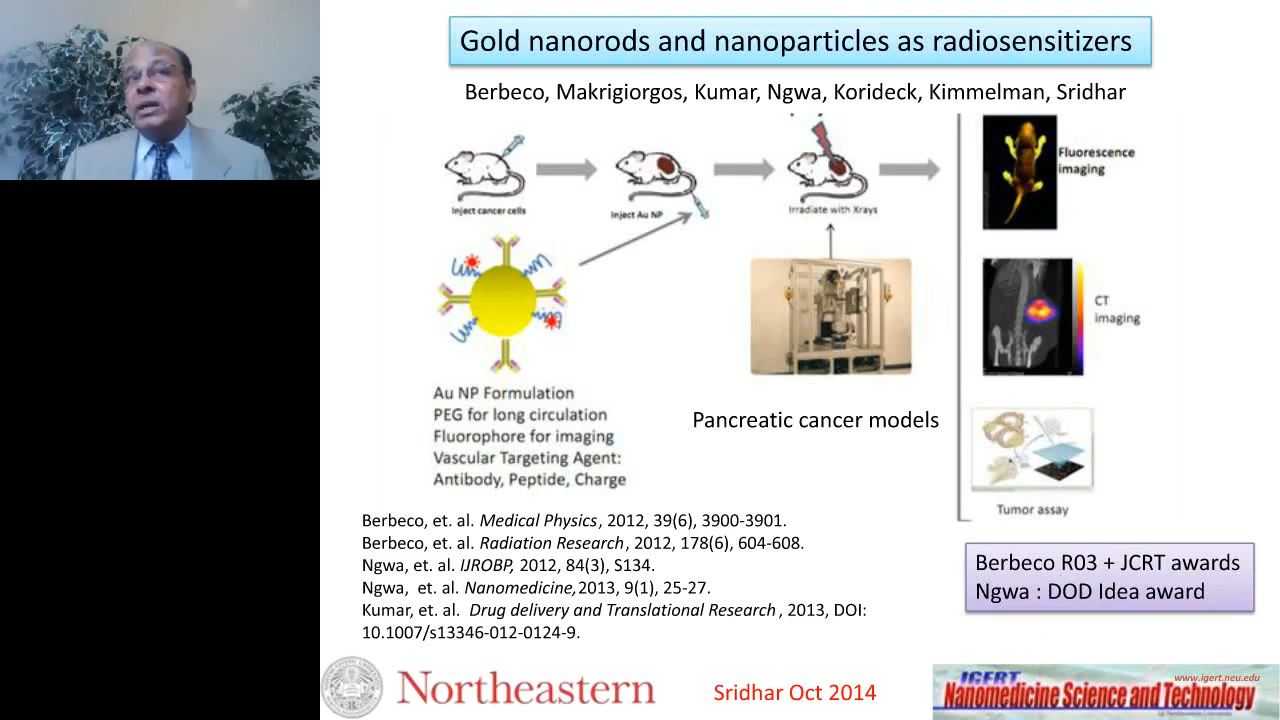 Gold nanorods and nanoparticles as radiosensitizers
Berbeco, Makrigiorgos, Kumar, Ngwa, Korideck, Kimmelman, Sridhar
Inject cancer cells
Inject Au NP
Irradiate with Xrays
Fluorescence
imaging
CT
imaging
Au NP Formulation
PEG for long circulation
Fluorophore for imaging
Vascular Targeting Agent:
Antibody, Peptide, Charge
Pancreatic cancer models
Tumor assay
Berbeco, et. al. Medical Physics, 2012, 39(6), 3900-3901.
Berbeco, et. al. Radiation Research, 2012, 178(6), 604-608.
Ngwa, et. al. IJROBP, 2012, 84(3), S134.
Ngwa, et. al. Nanomedicine,2013, 9(1), 25-27.
Kumar, et. al. Drug delivery and Translational Research, 2013, DOI:
10.1007/s13346-012-0124-9.
Berbeco R03 + JCRT awards
Ngwa : DOD Idea award
Northeastern
Sridhar Oct 2014
www.igert.neu.edu
IGERT
Nanomedicine Science and Technology